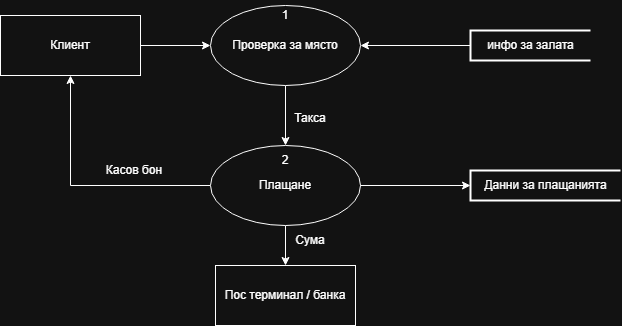 1
Клиент
Проверка за място
инфо за залата
Такса
2
Касов бон
Плащане
Данни за плащанията
Сума
Пос терминал / банка